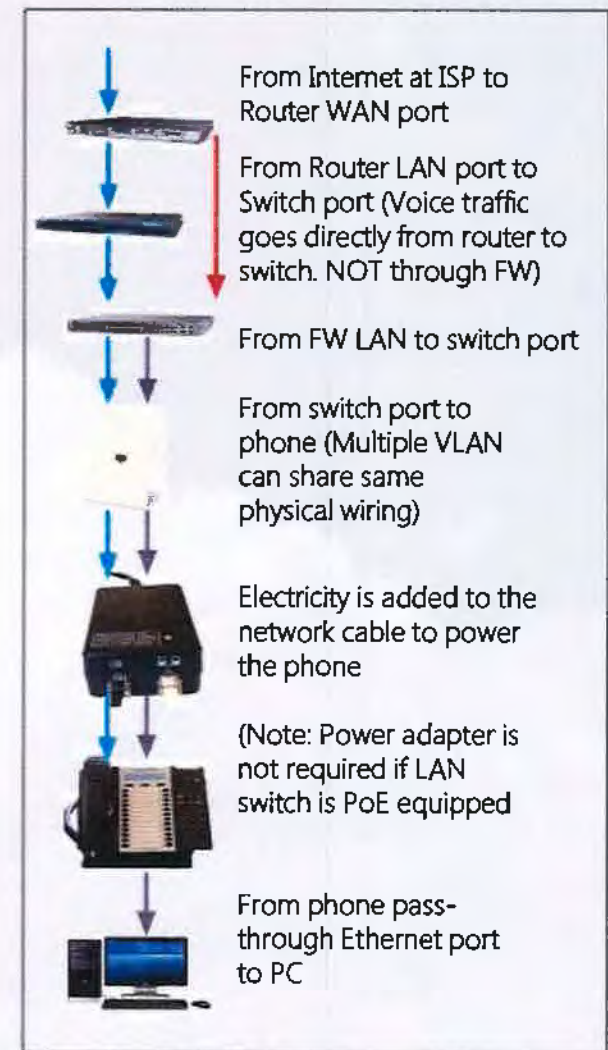 From Internet at ISP to
Router WAN port
From Router LAN port to
Switch port (Voice traffic
goes directly from router to
switch. NOT through FW)
From FW LAN to switch port
From switch port to
phone (Multiple VLAN
can share same
physical wiring)
Electricity is added to the
network cable to power
the phone
(Note: Power adapter is
not required if LAN
switch is PoE equipped
From phone pass-
through Ethernet port
to PC